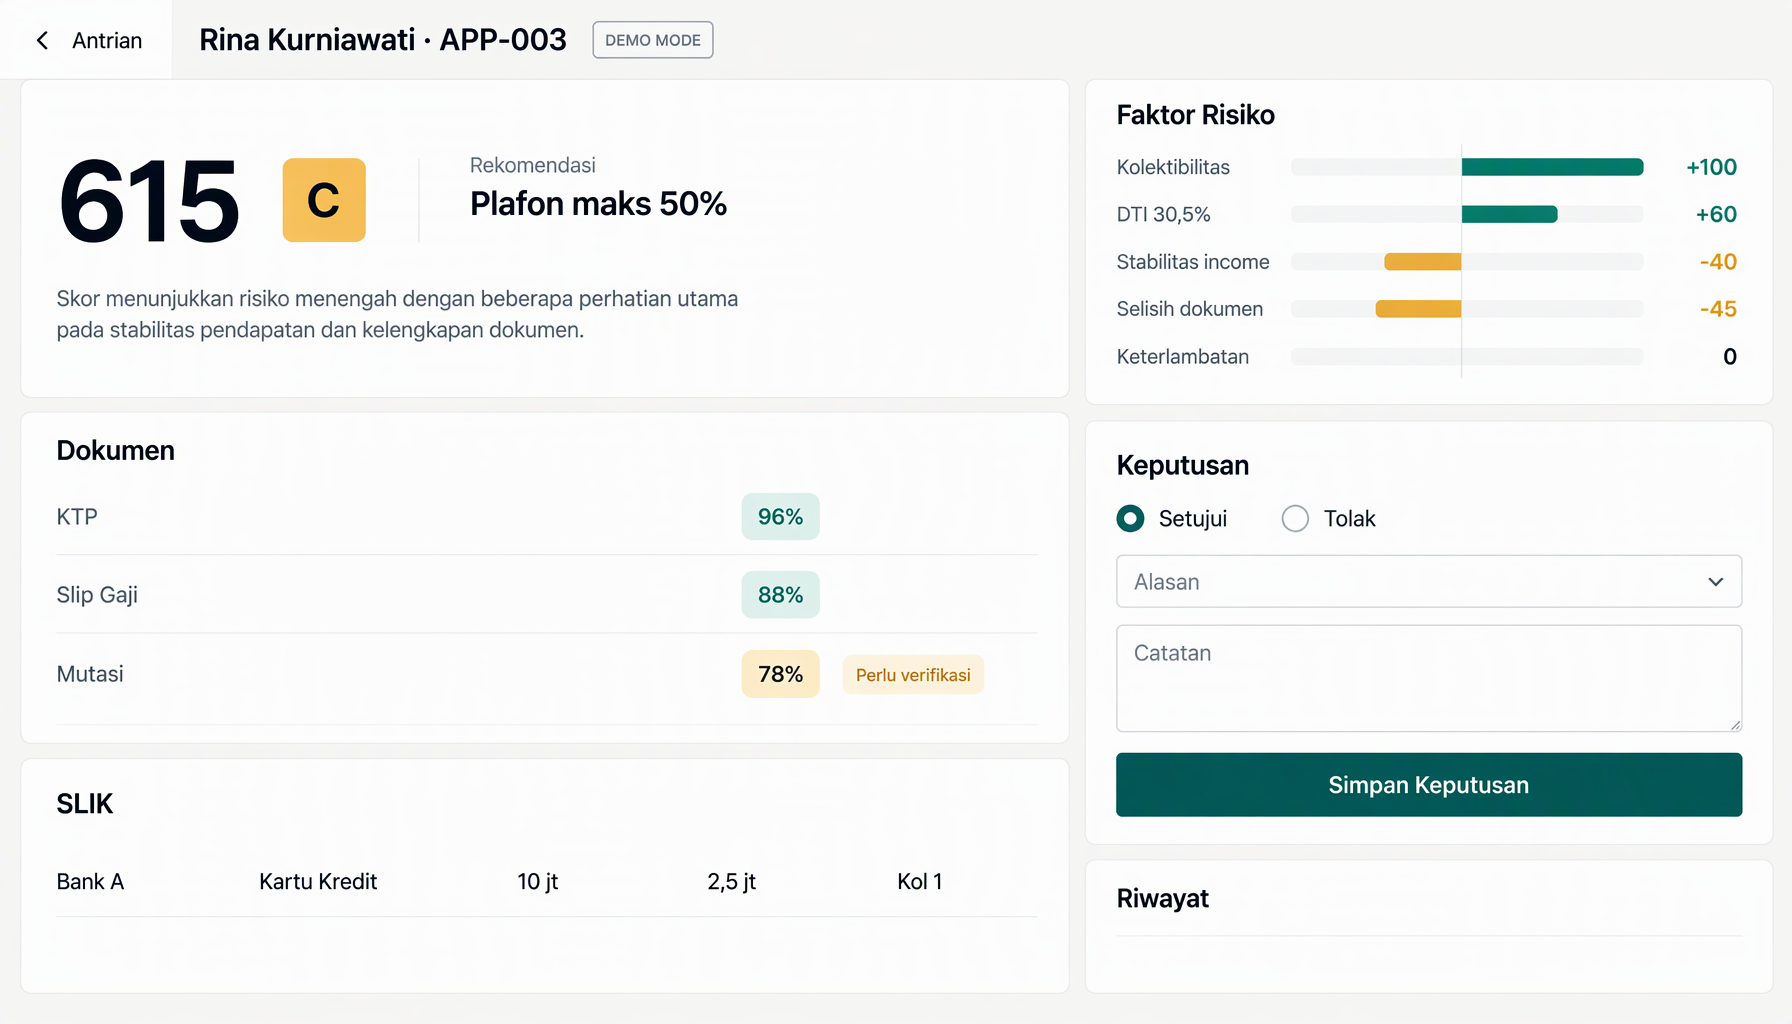 Antrian
Rina Kurniawati · APP-003
DEMO MODE
615
C
Rekomendasi
Plafon maks 50%
Skor menunjukkan risiko menengah dengan beberapa perhatian utama
pada stabilitas pendapatan dan kelengkapan dokumen.
Dokumen
KTP 96%
Slip Gaji 88%
Mutasi 78% Perlu verifikasi
SLIK
Bank A Kartu Kredit 10 jt 2,5 jt Kol 1
Faktor Risiko
Kolektibilitas +100
DTI 30,5% +60
Stabilitas income -40
Selisih dokumen -45
Keterlambatan 0
Keputusan
Setujui Tolak
Alasan
Catatan
Simpan Keputusan
Riwayat